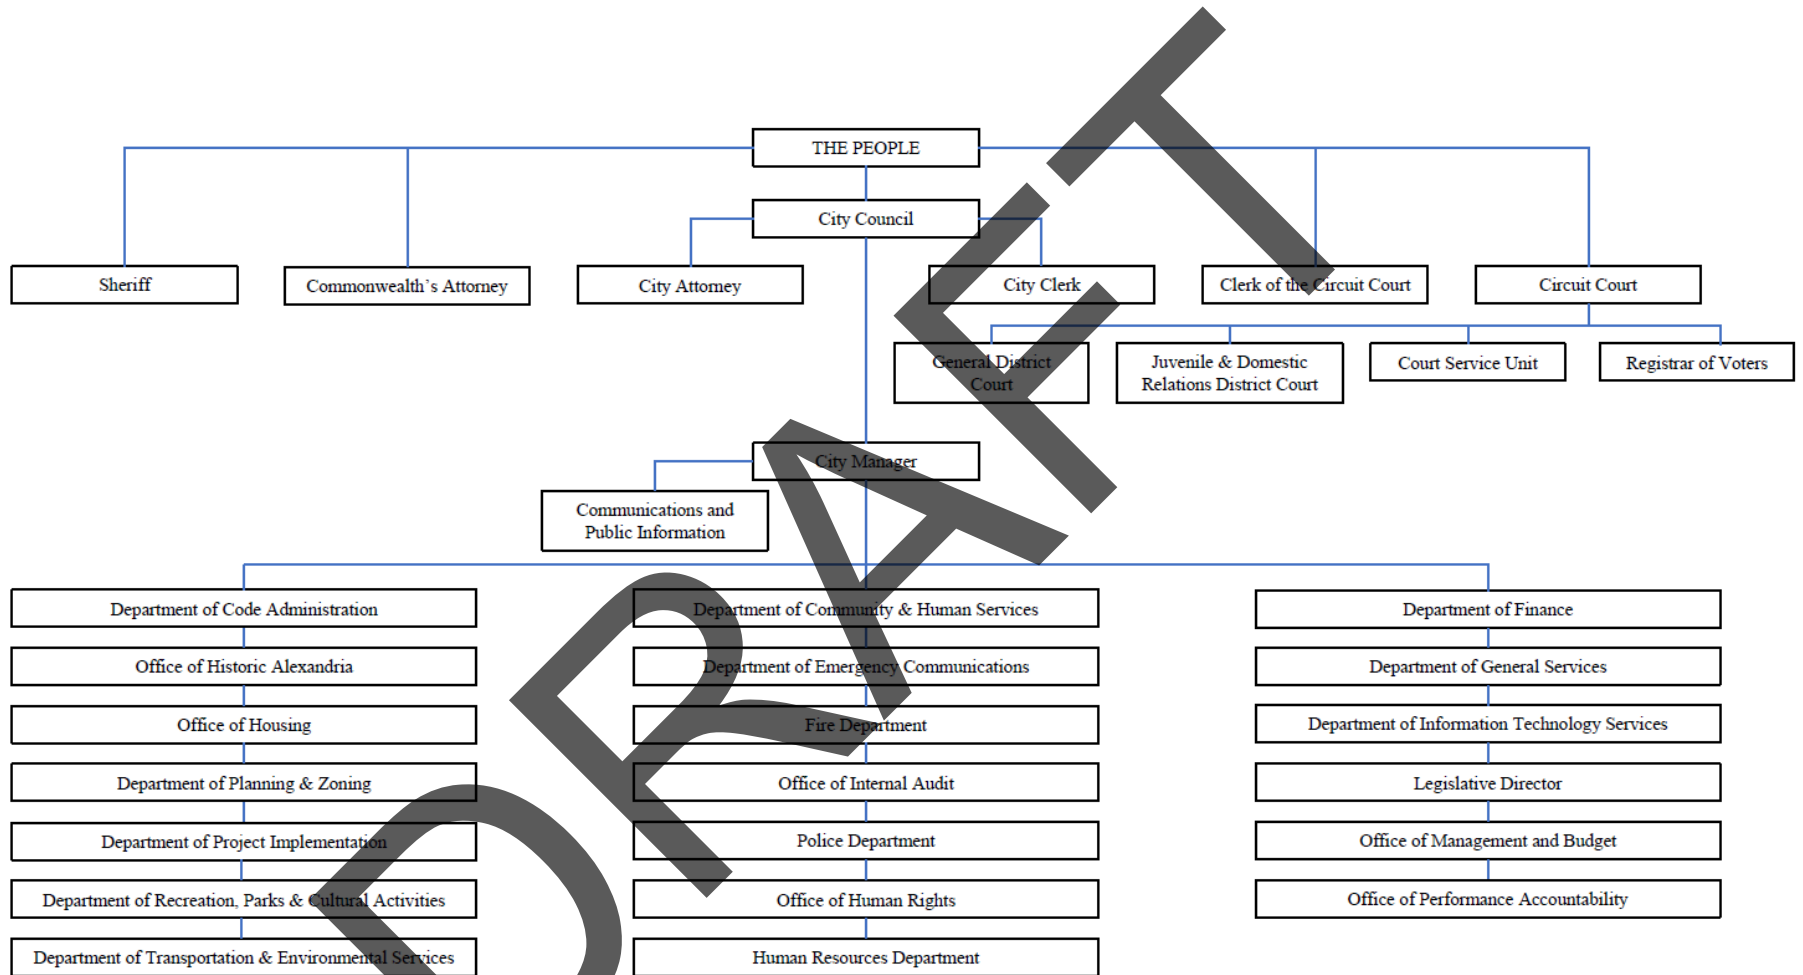 THE PEOPLE
City Council
Sheriff
Commonwealth's Attorney
City Attorney
City Clerk
Clerk of the Circuit Court
Circuit Court
General District
Court
Juvenile & Domestic
Relations District Court
Court Service Unit
Registrar of Voters
City Manager
Communications and
Public Information
Department of Code Administration
Office of Historic Alexandria
Office of Housing
Department of Planning & Zoning
Department of Project Implementation
Department of Recreation, Parks & Cultural Activities
Department of Transportation & Environmental Services
Department of Community & Human Services
Department of Emergency Communications
Fire Department
Office of Internal Audit
Police Department
Office of Human Rights
Human Resources Department
Department of Finance
Department of General Services
Department of Information Technology Services
Legislative Director
Office of Management and Budget
Office of Performance Accountability
DRAFT